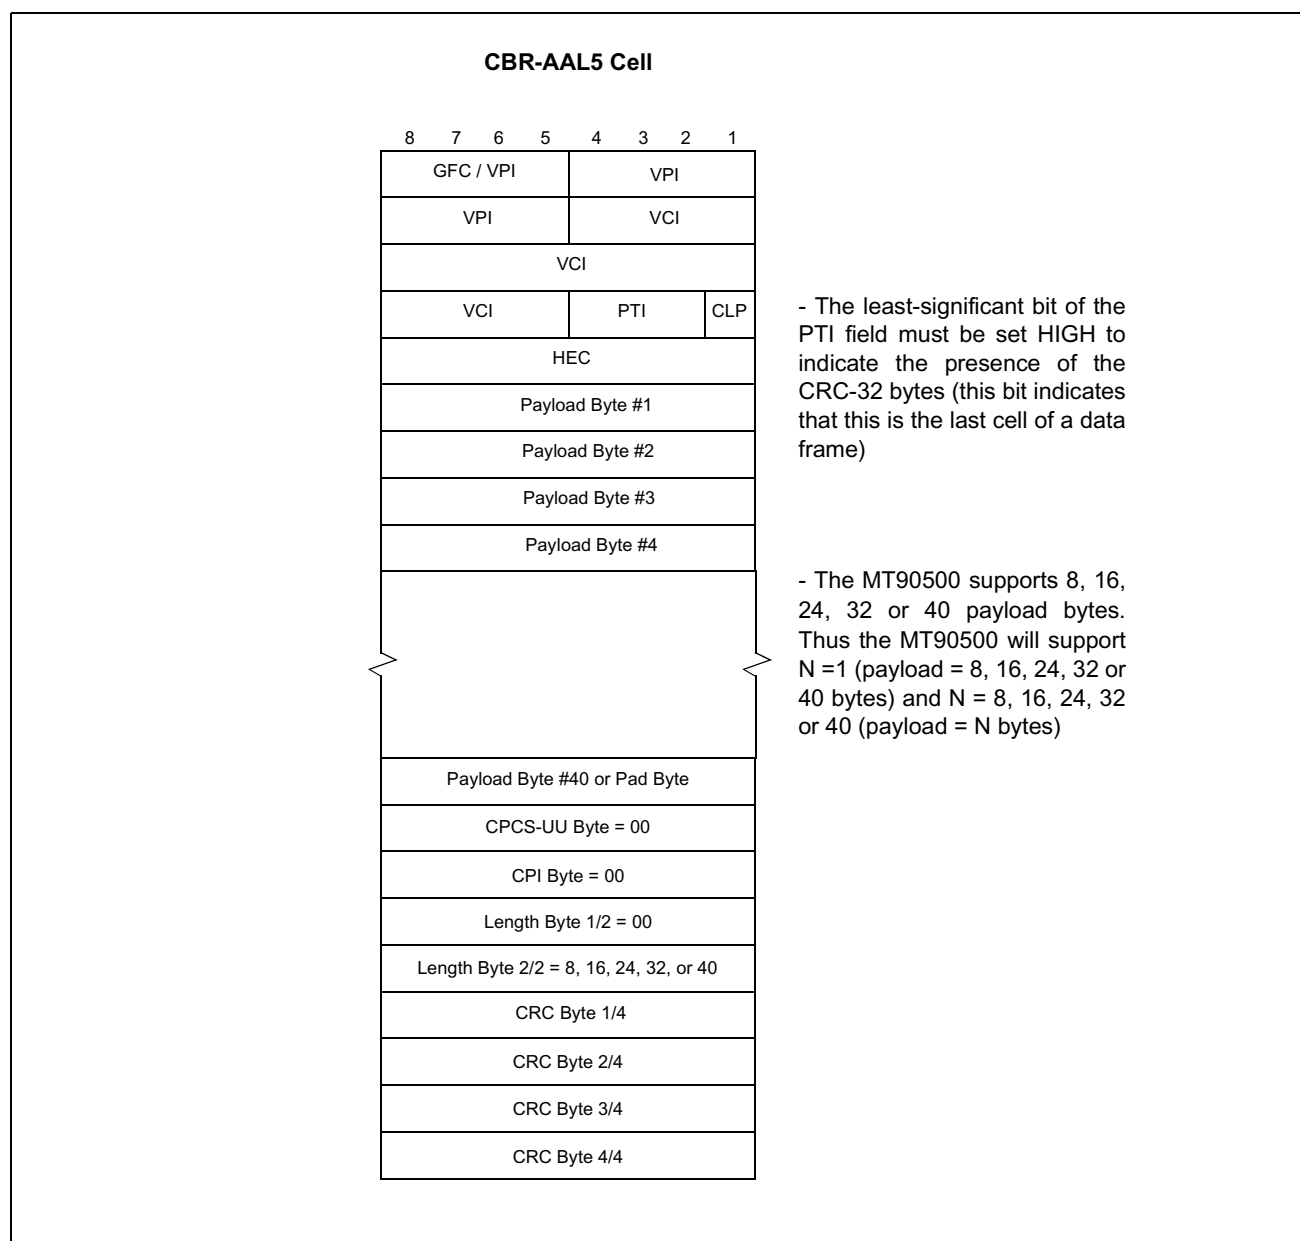 CBR-AAL5 Cell
8 7 6 5 4 3 2 1
GFC / VPI VPI
VPI VCI
VCI
VCI PTI CLP
HEC
Payload Byte #1
Payload Byte #2
Payload Byte #3
Payload Byte #4
- The least-significant bit of the
PTI field must be set HIGH to
indicate the presence of the
CRC-32 bytes (this bit indicates
that this is the last cell of a data
frame)
- The MT90500 supports 8, 16,
24, 32 or 40 payload bytes.
Thus the MT90500 will support
N =1 (payload = 8, 16, 24, 32 or
40 bytes) and N = 8, 16, 24, 32
or 40 (payload = N bytes)
Payload Byte #40 or Pad Byte
CPCS-UU Byte = 00
CPI Byte = 00
Length Byte 1/2 = 00
Length Byte 2/2 = 8, 16, 24, 32, or 40
CRC Byte 1/4
CRC Byte 2/4
CRC Byte 3/4
CRC Byte 4/4